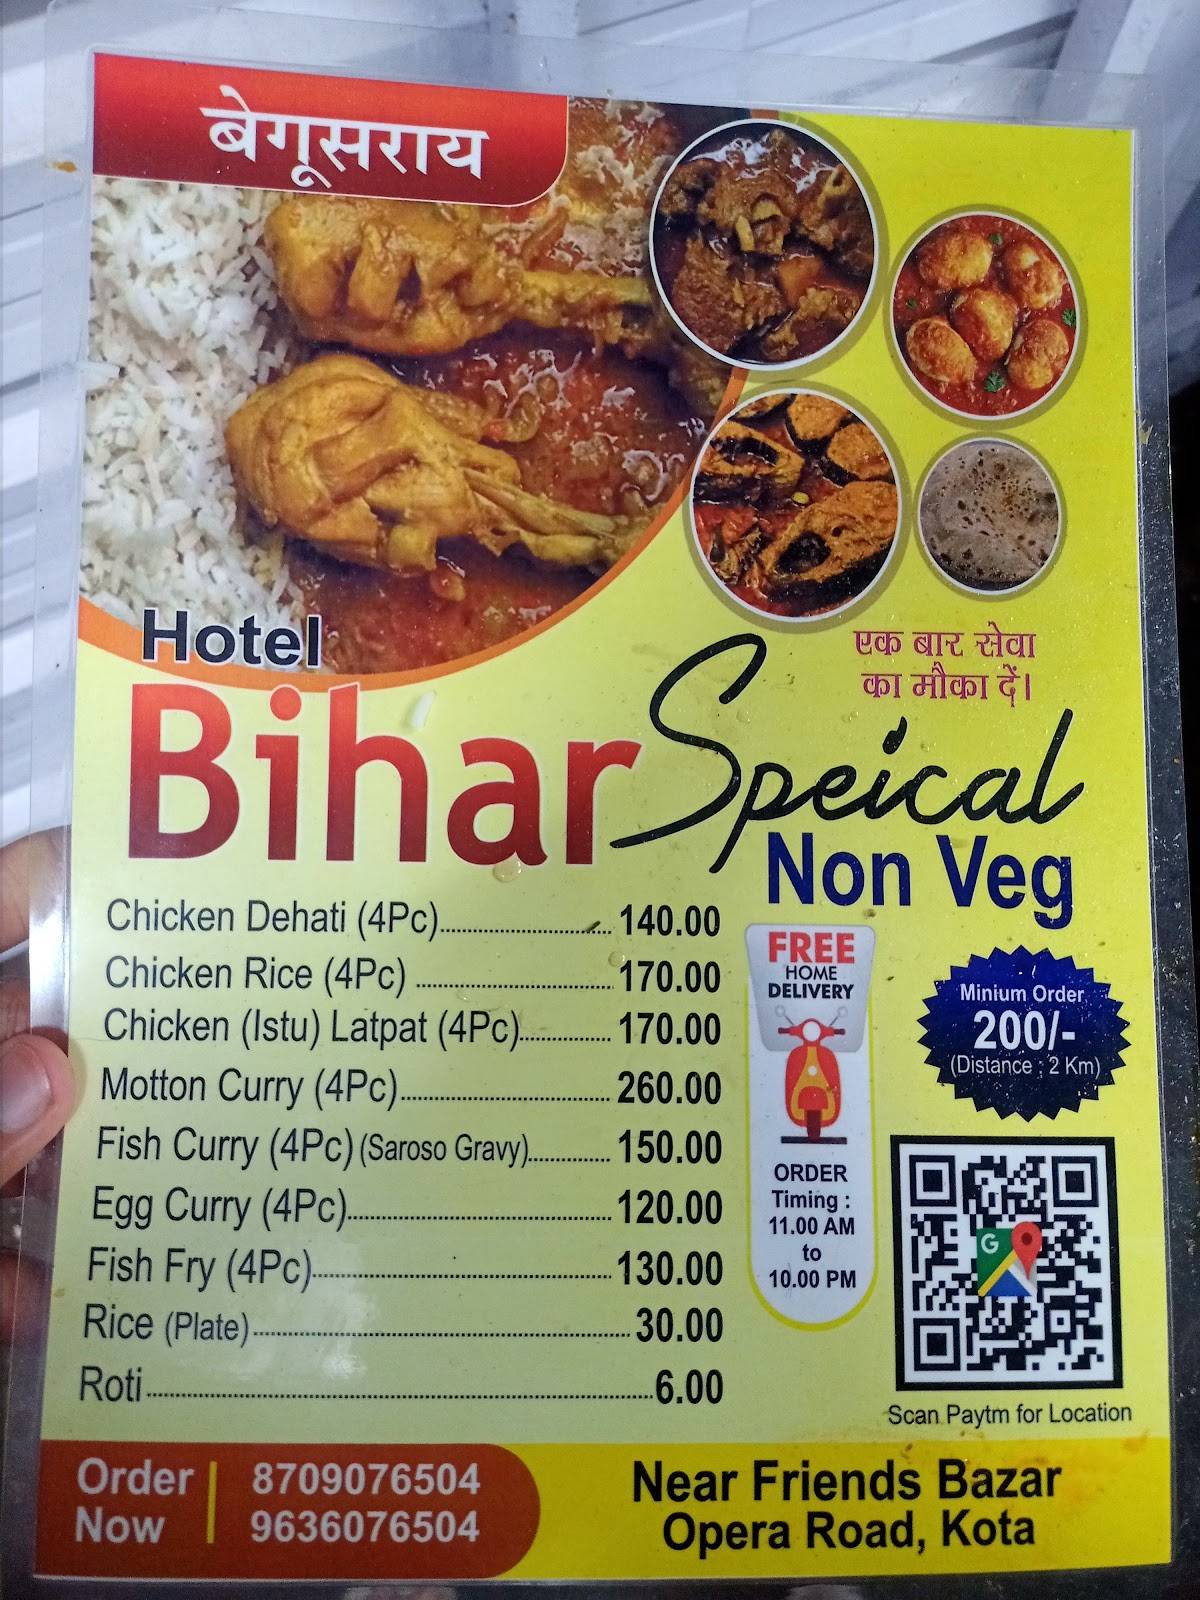 बेगूसराय
Hotel
Bihar
एक बार सेवा
का मौका दें।
Speical
Non Veg
Chicken Dehati (4Pc) 140.00
Chicken Rice (4Pc) 170.00
Chicken (Istu) Latpat (4Pc) 170.00
Motton Curry (4Pc) 260.00
Fish Curry (4Pc) (Saroso Gravy) 150.00
Egg Curry (4Pc) 120.00
Fish Fry (4Pc) 130.00
Rice (Plate) 30.00
Roti 6.00
FREE
HOME
DELIVERY
ORDER
Timing :
11.00 AM
to
10.00 PM
Minium Order
200/-
(Distance : 2 Km)
G
Scan Paytm for Location
Order
Now
8709076504
9636076504
Near Friends Bazar
Opera Road, Kota